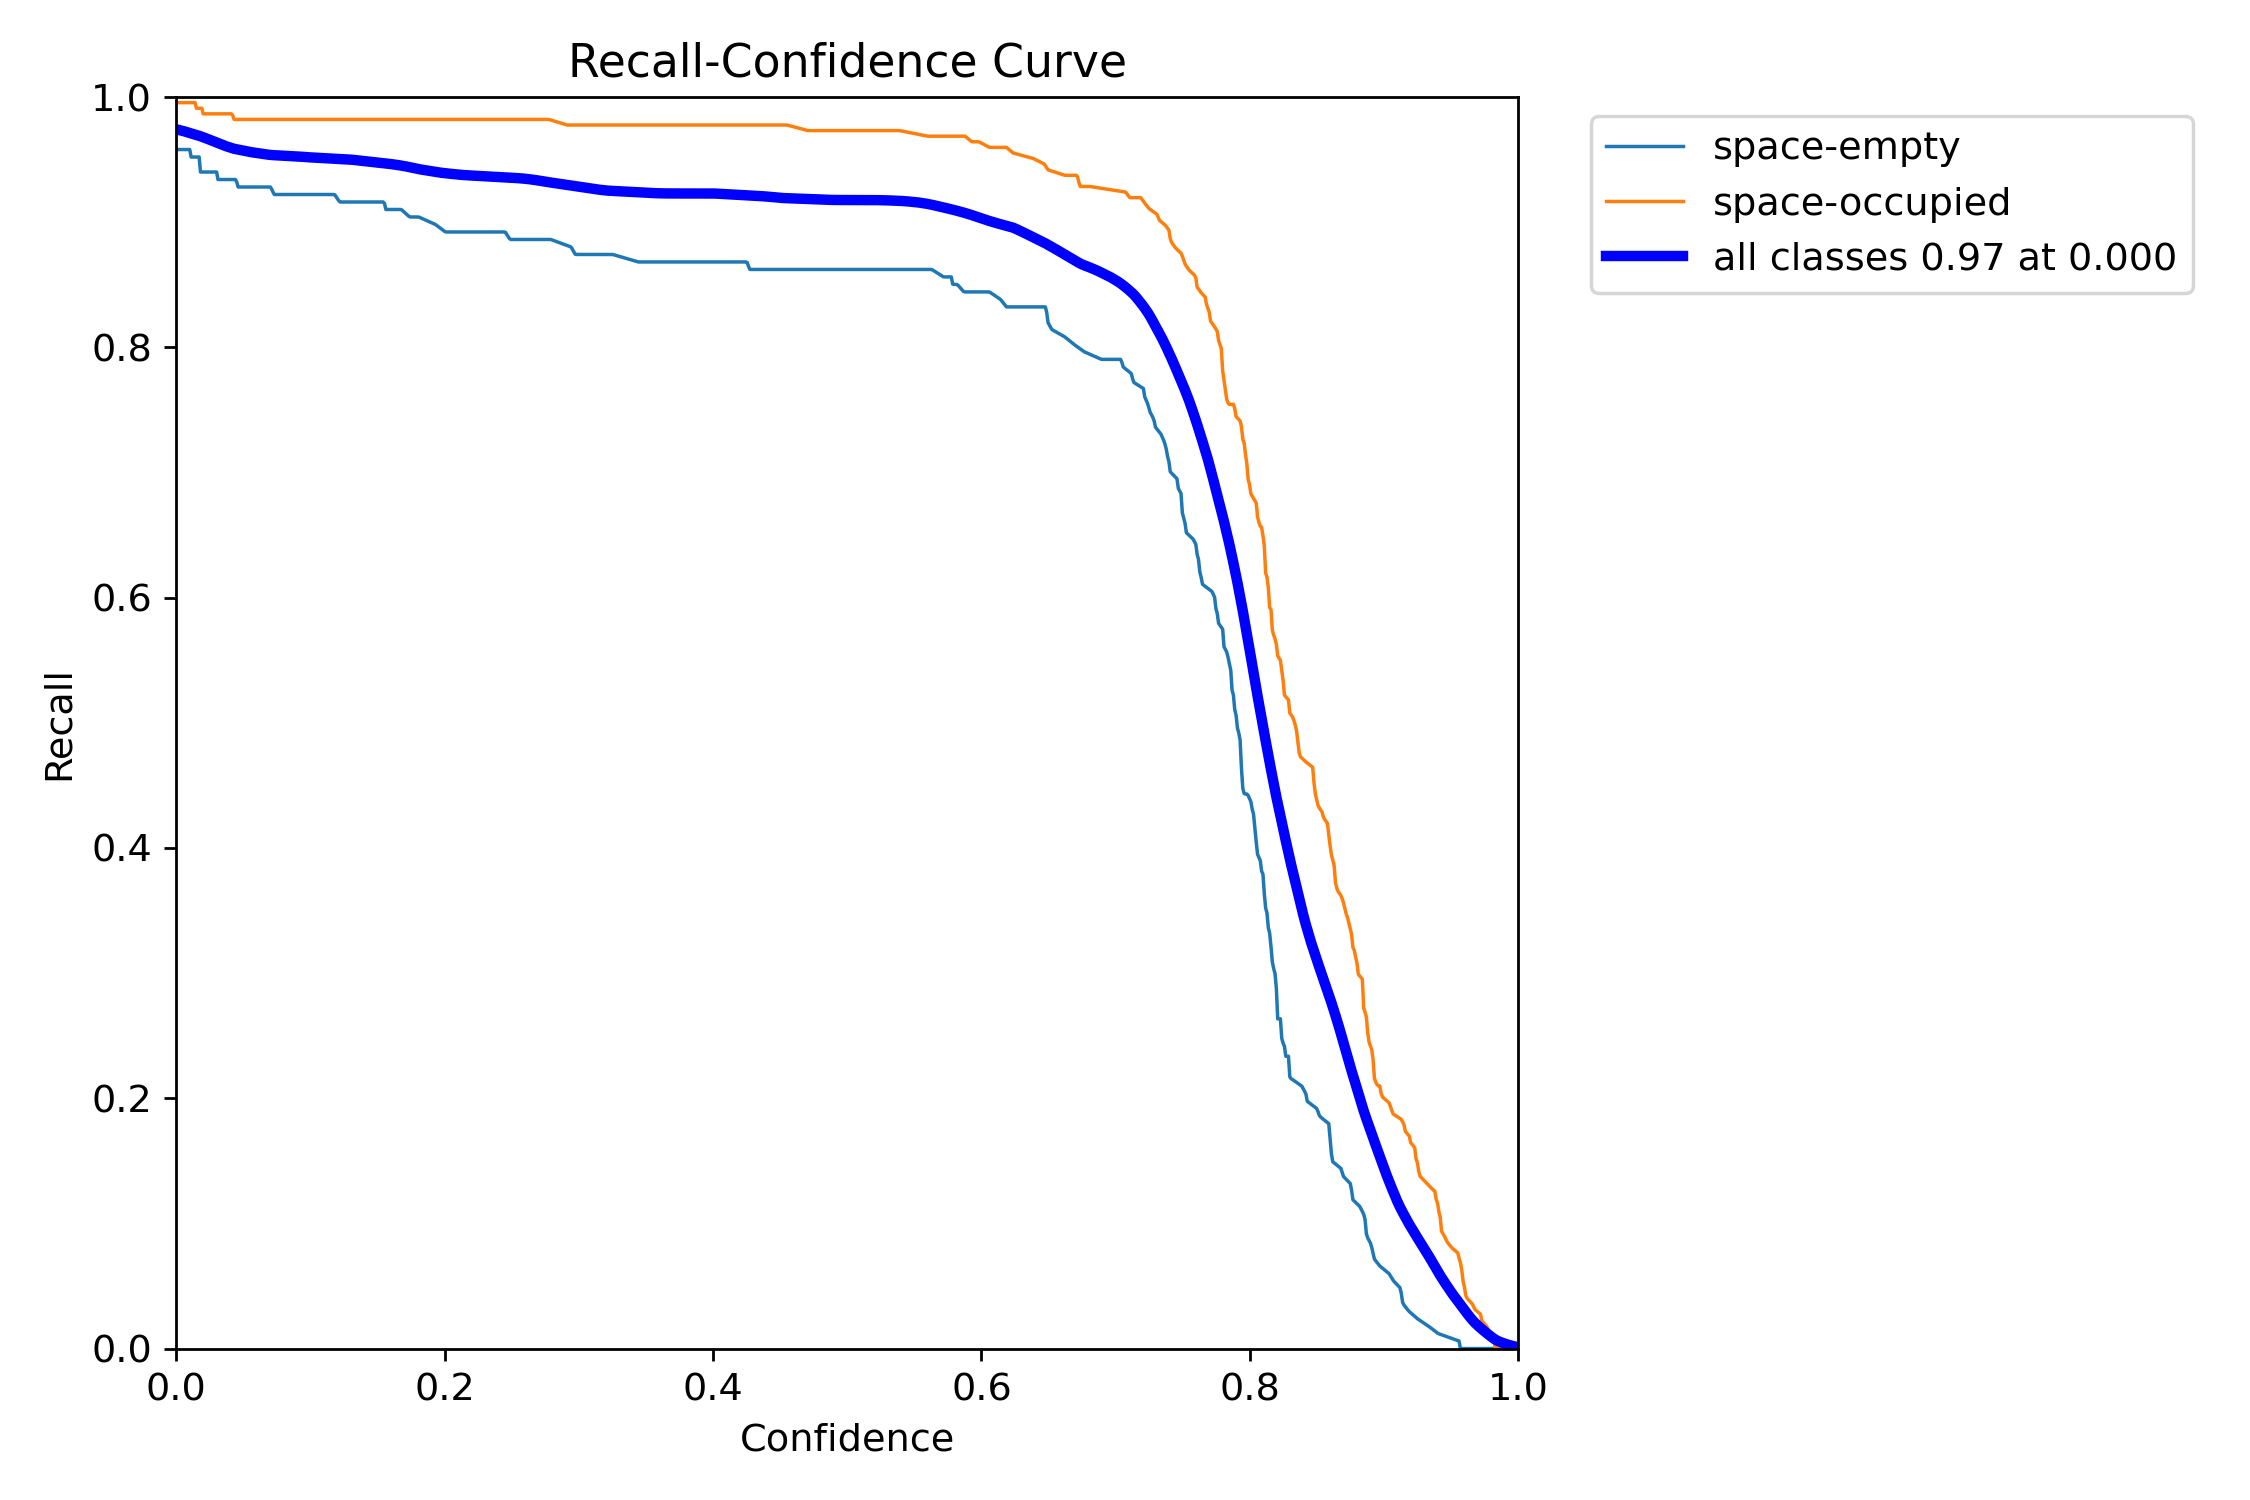 Recall-Confidence Curve
1.0
0.8
0.6
0.4
0.2
0.0
Recall
0.0 0.2 0.4 0.6 0.8 1.0
Confidence
space-empty
space-occupied
all classes 0.97 at 0.000